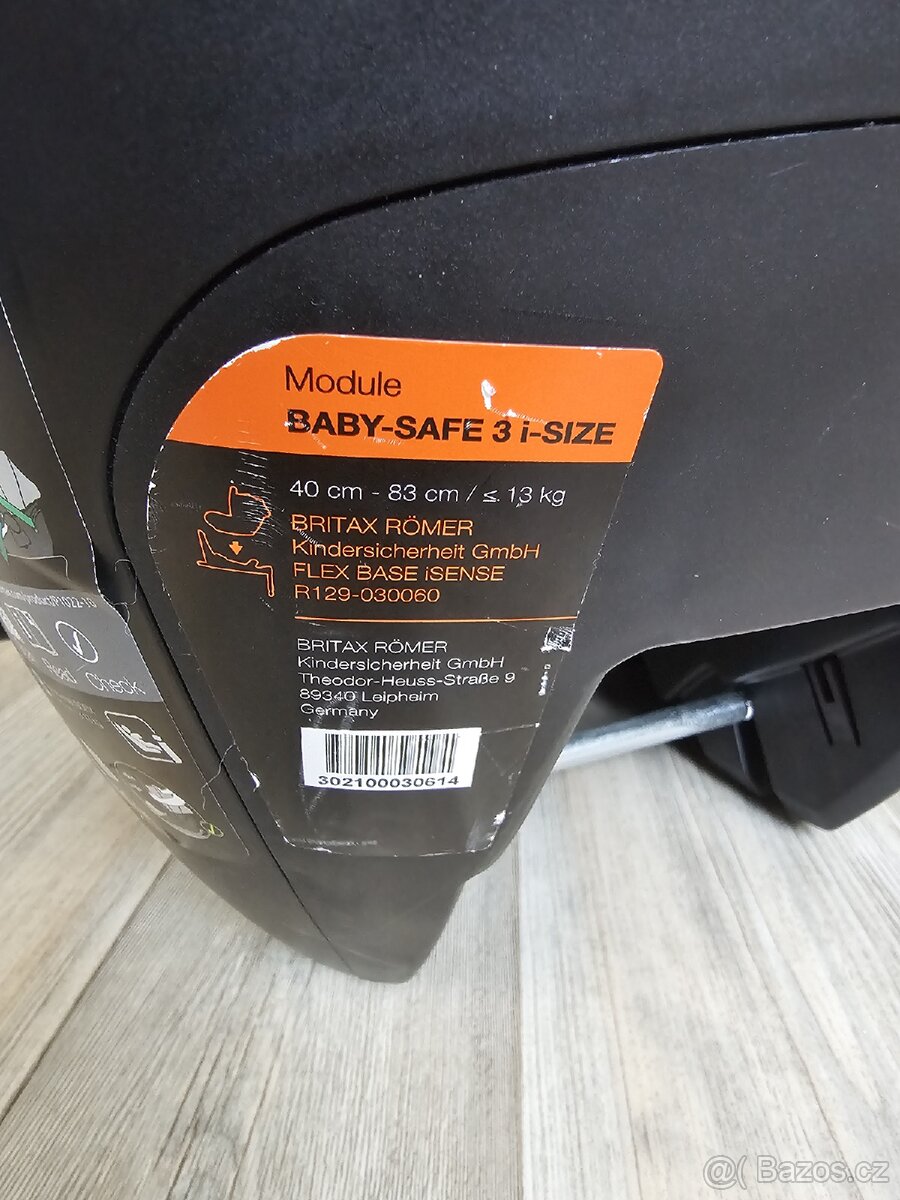 Module
BABY-SAFE 3 i-SIZE
40 cm - 83 cm / ≤ 13 kg
BRITAX RÖMER
Kindersicherheit GmbH
FLEX BASE iSENSE
R129-030060
BRITAX RÖMER
Kindersicherheit GmbH
Theodor-Heuss-Straße 9
89340 Leipheim
Germany
302100030614
Read Check
@( Bazos.cz